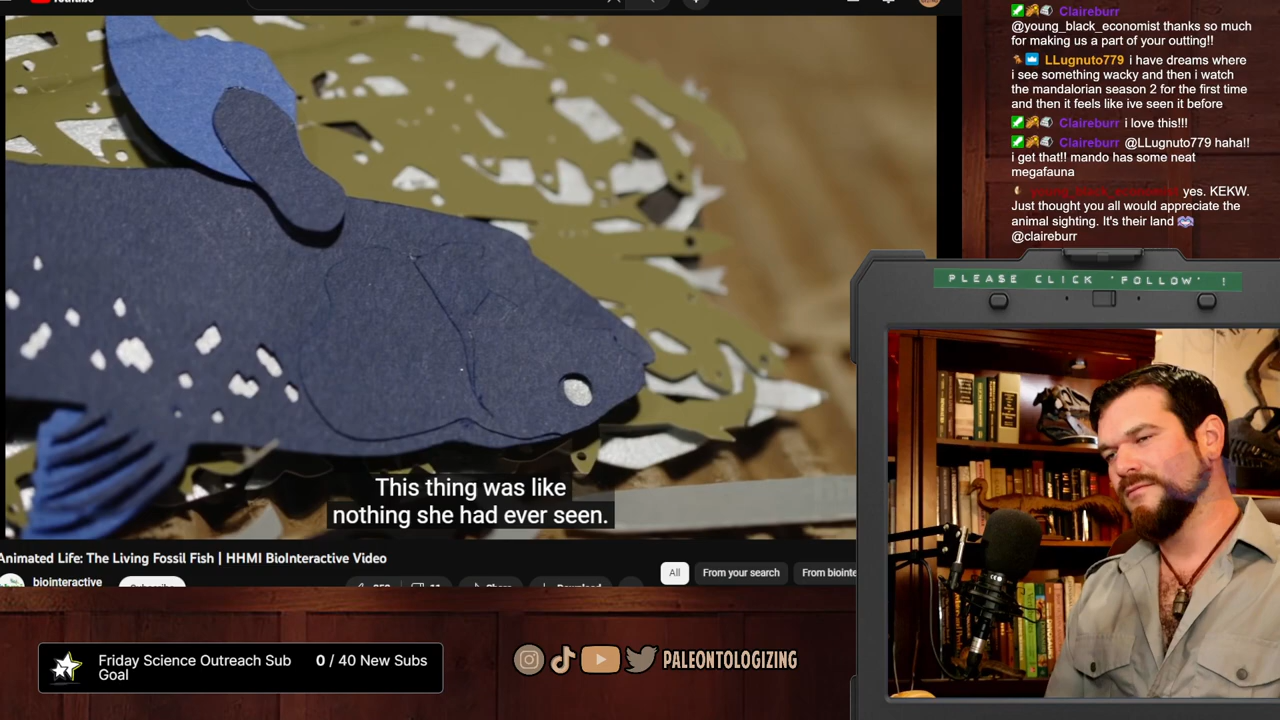 Claireburr
@young_black_economist thanks so much
for making us a part of your outting!!
LLugnuto779 i have dreams where
i see something wacky and then i watch
the mandalorian season 2 for the first time
and then it feels like ive seen it before
Claireburr i love this!!!
Claireburr @LLugnuto779 haha!!
i get that!! mando has some neat
megafauna
young_black_economist yes. KEKW.
Just thought you all would appreciate the
animal sighting. It's their land
@claireburr
PLEASE CLICK 'FOLLOW' !
This thing was like
nothing she had ever seen.
Animated Life: The Living Fossil Fish | HHMI BioInteractive Video
biointeractive
All
From your search
From biointe
Friday Science Outreach Sub
Goal
0 / 40 New Subs
PALEONTOLOGIZING